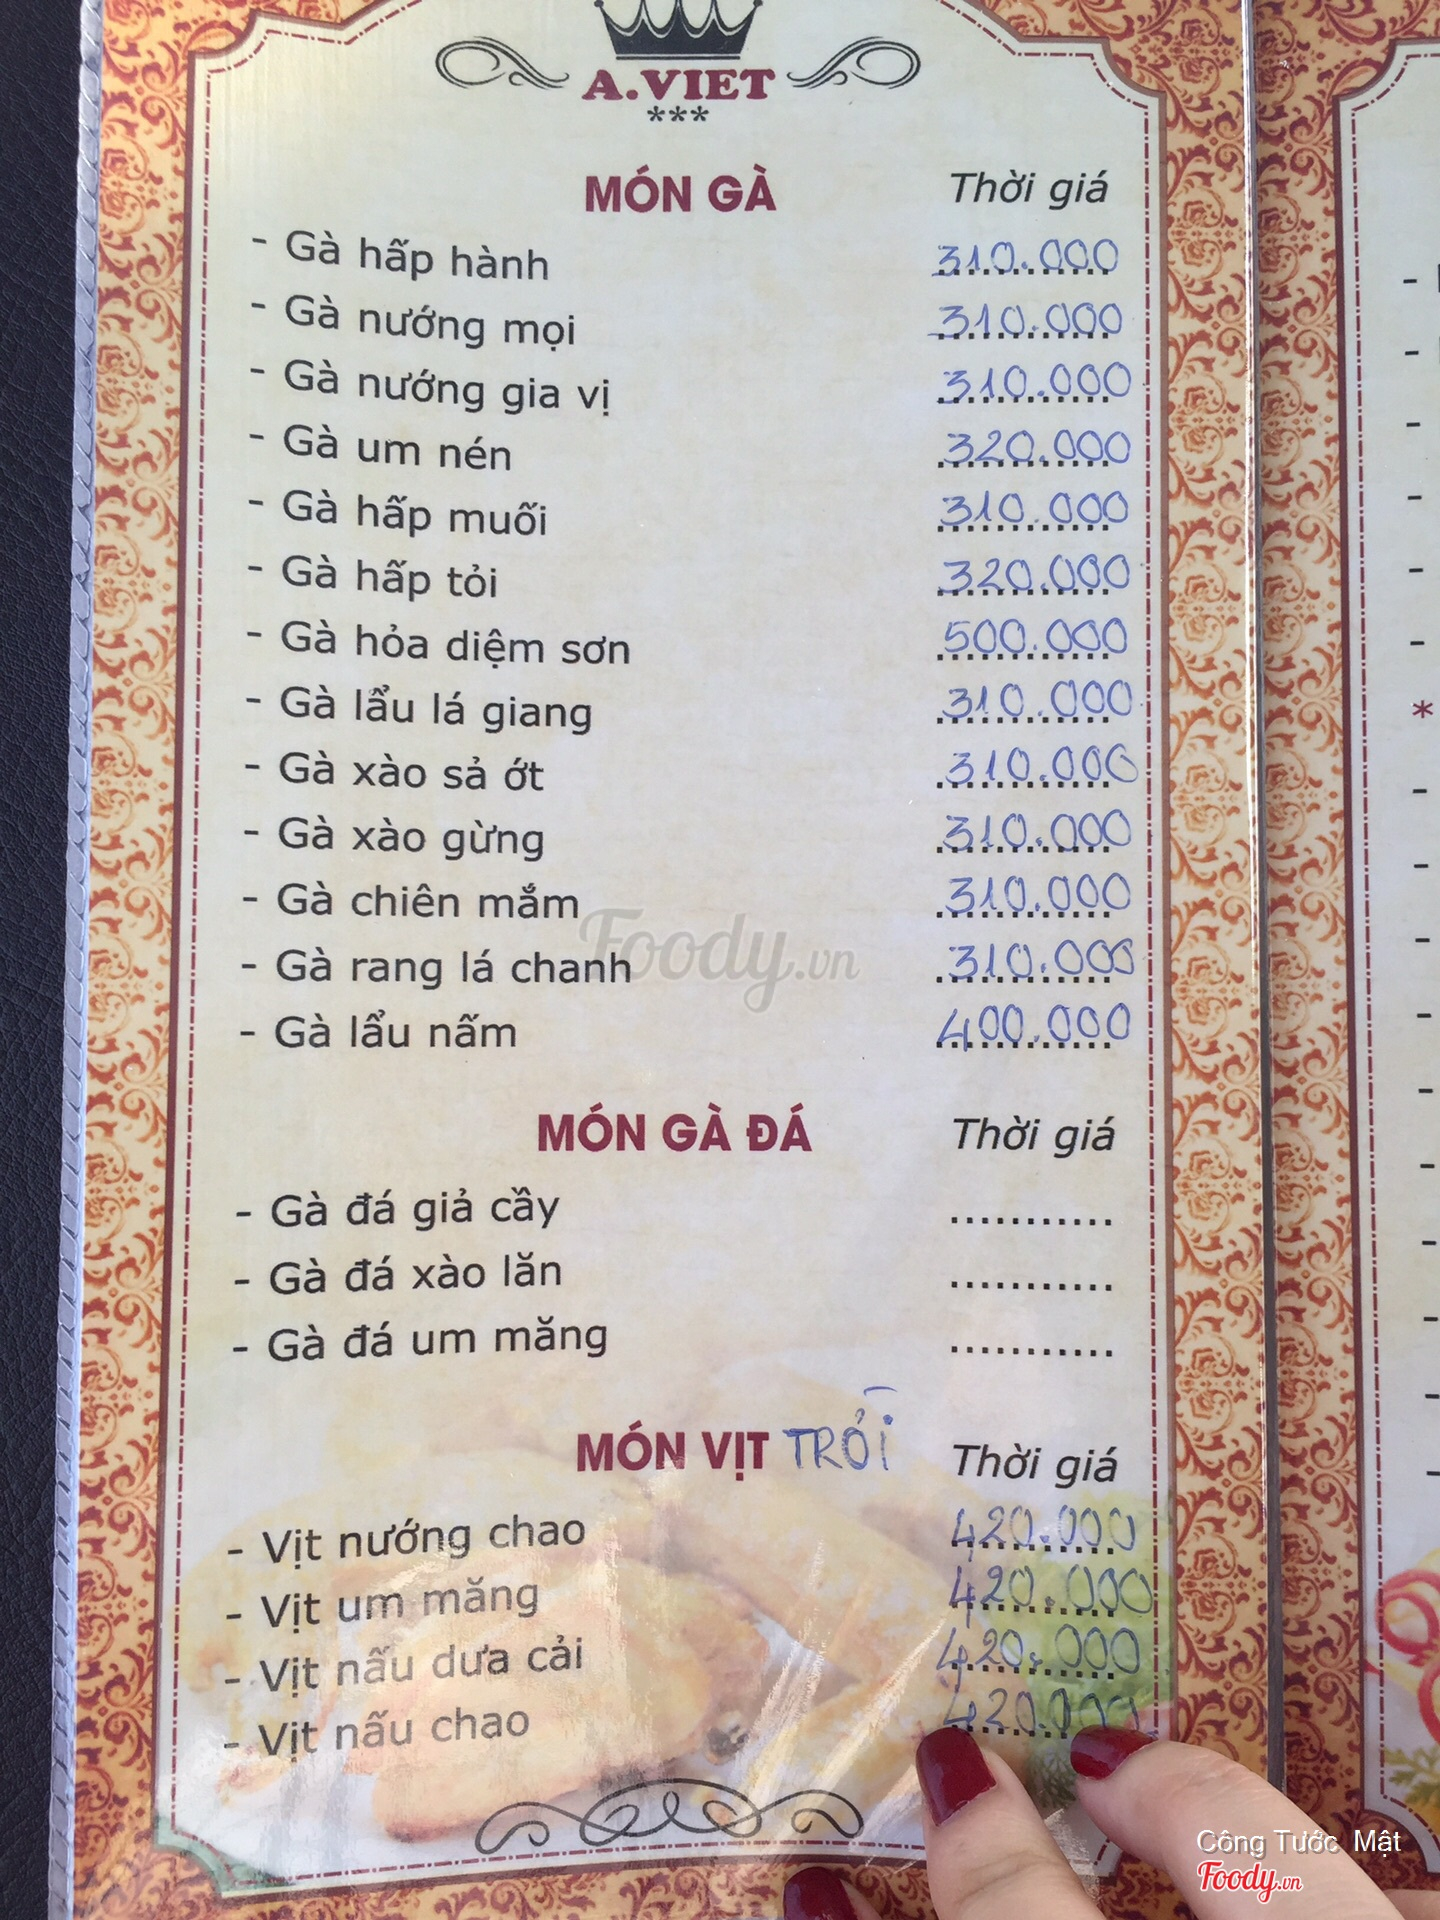 A.VIET
***
MÓN GÀ Thời giá
- Gà hấp hành 310.000
- Gà nướng mọi 310.000
- Gà nướng gia vị 310.000
- Gà um nén 320.000
- Gà hấp muối 310.000
- Gà hấp tỏi 320.000
- Gà hỏa diệm sơn 500.000
- Gà lẩu lá giang 310.000
- Gà xào sả ớt 310.000
- Gà xào gừng 310.000
- Gà chiên mắm 310.000
- Gà rang lá chanh 310.000
- Gà lẩu nấm 400.000
Foody.vn
MÓN GÀ ĐÁ Thời giá
- Gà đá giả cầy ...........
- Gà đá xào lăn ...........
- Gà đá um măng ...........
MÓN VỊT Thời giá
- Vịt nướng chao 420.000
- Vịt um măng 420.000
- Vịt nấu dưa cải 420.000
- Vịt nấu chao 420.000
Công Tước Mật
Foody.vn